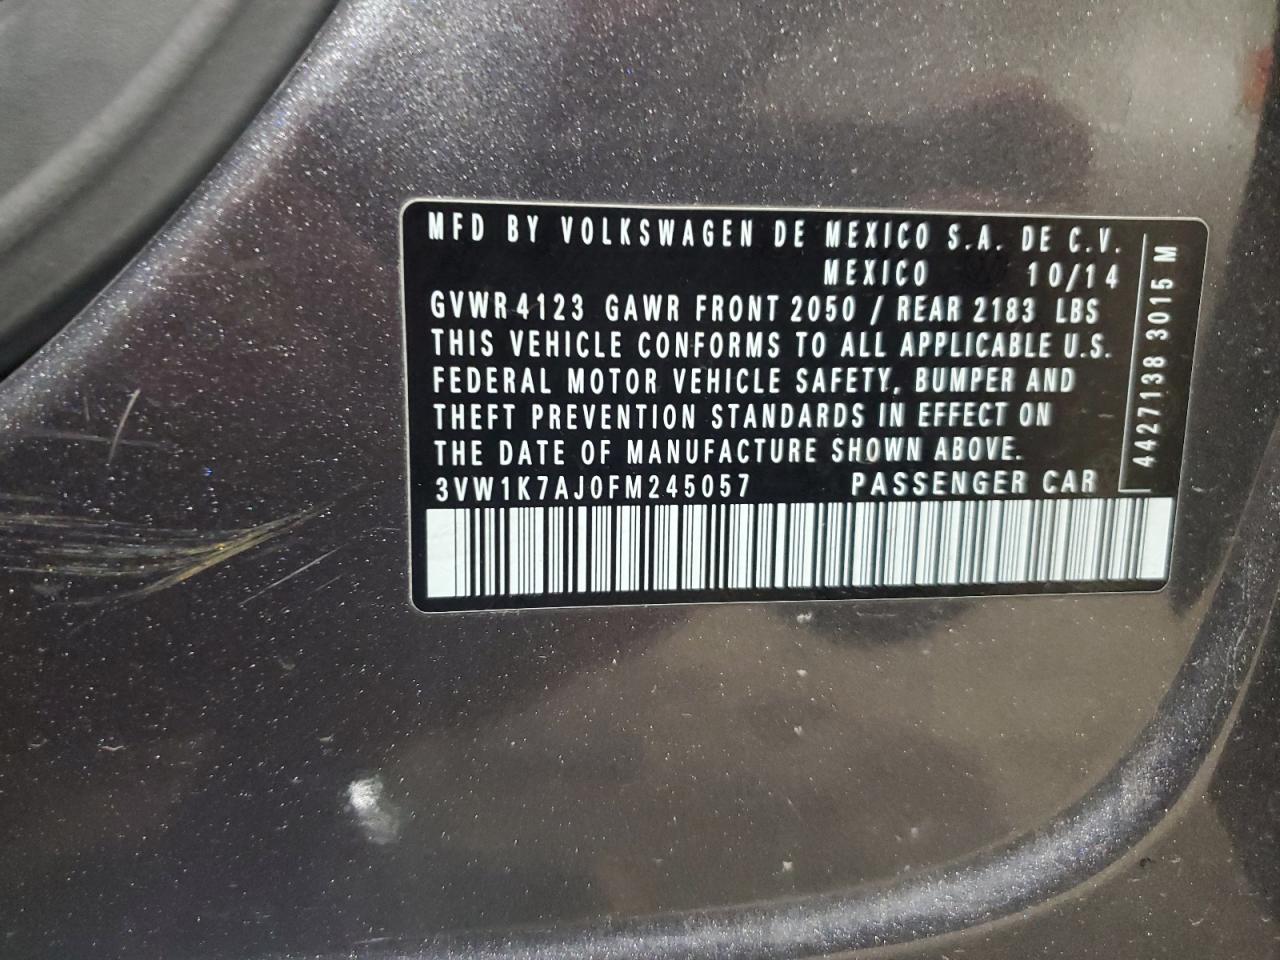 MFD BY VOLKSWAGEN DE MEXICO S.A. DE C.V.
MEXICO 10/14
GVWR 4123 GAWR FRONT 2050 / REAR 2183 LBS
THIS VEHICLE CONFORMS TO ALL APPLICABLE U.S.
FEDERAL MOTOR VEHICLE SAFETY, BUMPER AND
THEFT PREVENTION STANDARDS IN EFFECT ON
THE DATE OF MANUFACTURE SHOWN ABOVE.
3VW1K7AJ0FM245057 PASSENGER CAR
4427138 3015 M